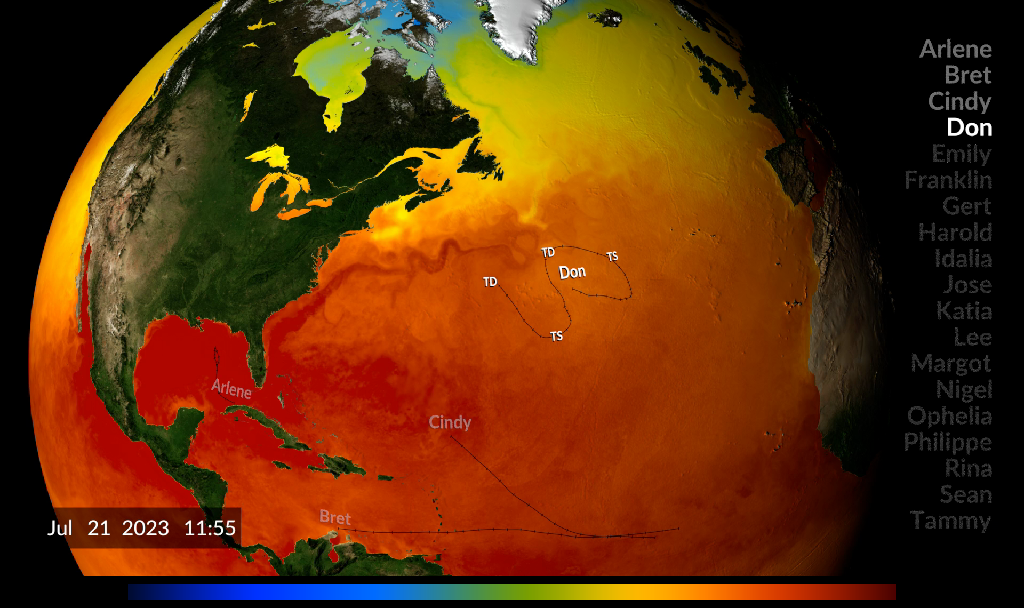 Arlene
Bret
Cindy
Don
Emily
Franklin
Gert
Harold
Idalia
Jose
Katia
Lee
Margot
Nigel
Ophelia
Philippe
Rina
Sean
Tammy
TD
TS
Don
TD
TS
Arlene
Cindy
Bret
Jul 21 2023 11:55